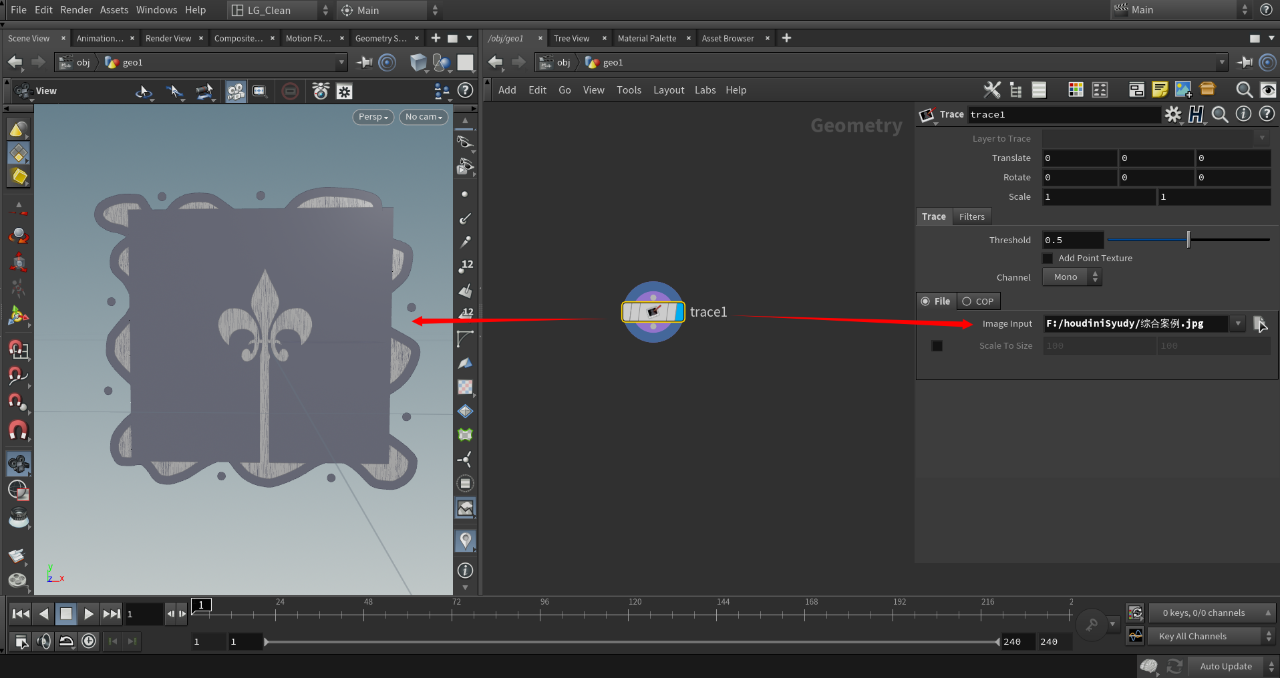 File Edit Render Assets Windows Help LG_Clean Main Main
Scene View Animation... Render View Composite... Motion FX... Geometry S...
/obj/geo1 Tree View Material Palette Asset Browser
obj geo1
obj geo1
View
Add Edit Go View Tools Layout Labs Help
Persp No cam
Geometry
Trace trace1
Layer to Trace
Translate 0 0 0
Rotate 0 0 0
Scale 1 1
Trace Filters
Threshold 0.5
Add Point Texture
Channel Mono
File COP
Image Input F:/houdiniSyudy/综合案例.jpg
Scale To Size 100 100
trace1
12
12
y
z x
1 1 24 48 72 96 120 144 168 192 216 2
0 keys, 0/0 channels
1 1 240 240
Key All Channels
Auto Update